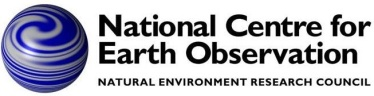 National Centre for
Earth Observation
NATURAL ENVIRONMENT RESEARCH COUNCIL